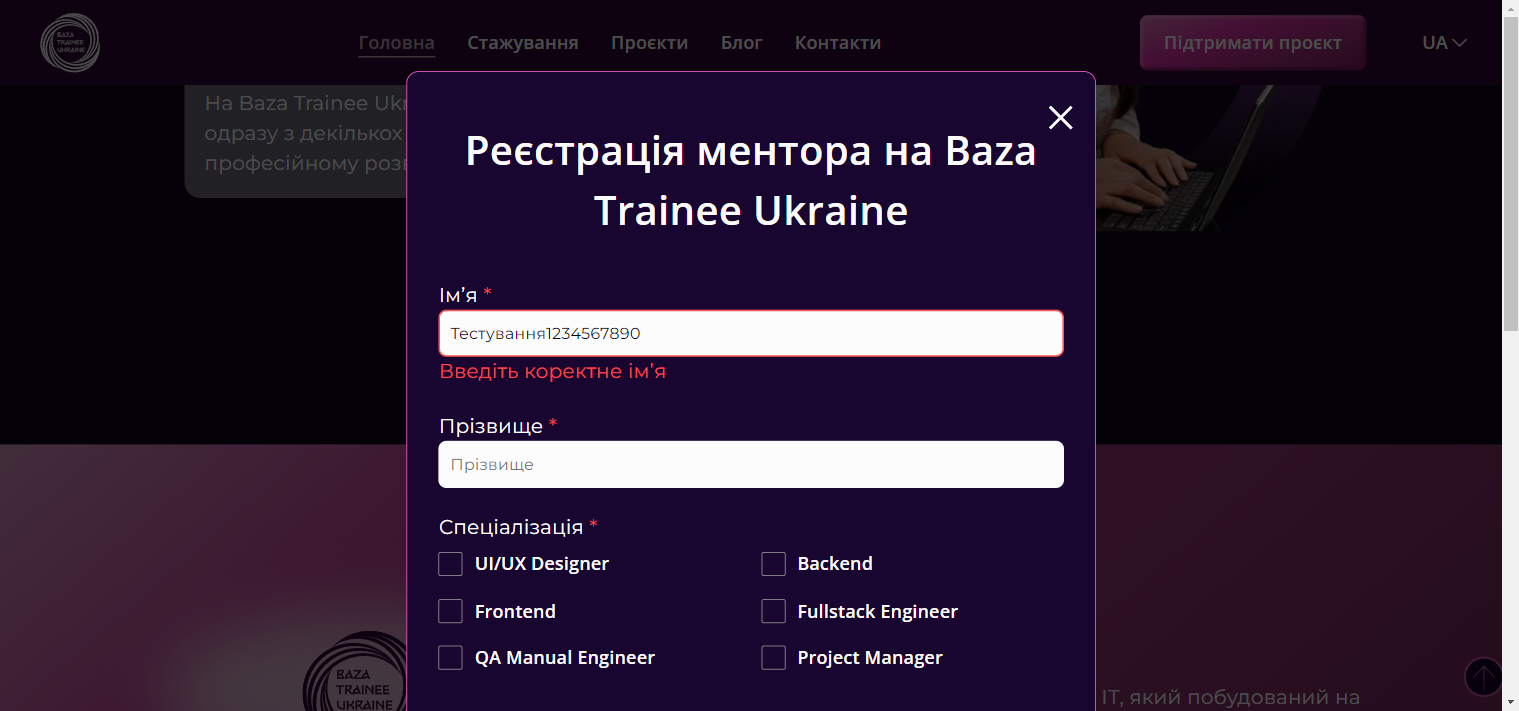 BAZA
TRAINEE
UKRAINE
Головна Стажування Проєкти Блог Контакти
Підтримати проєкт
UA
На Baza Trainee Ukr
одразу з декількох
професійному розв
Реєстрація ментора на Baza
Trainee Ukraine
Ім’я *
Тестування1234567890
Введіть коректне ім’я
Прізвище *
Прізвище
Спеціалізація *
UI/UX Designer
Backend
Frontend
Fullstack Engineer
QA Manual Engineer
Project Manager
BAZA
TRAINEE
UKRAINE
ІТ, який побудований на